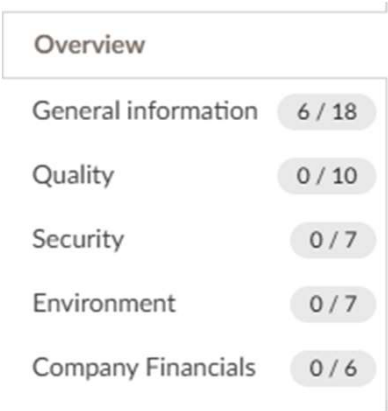 Overview
General information 6 / 18
Quality 0 / 10
Security 0 / 7
Environment 0 / 7
Company Financials 0 / 6